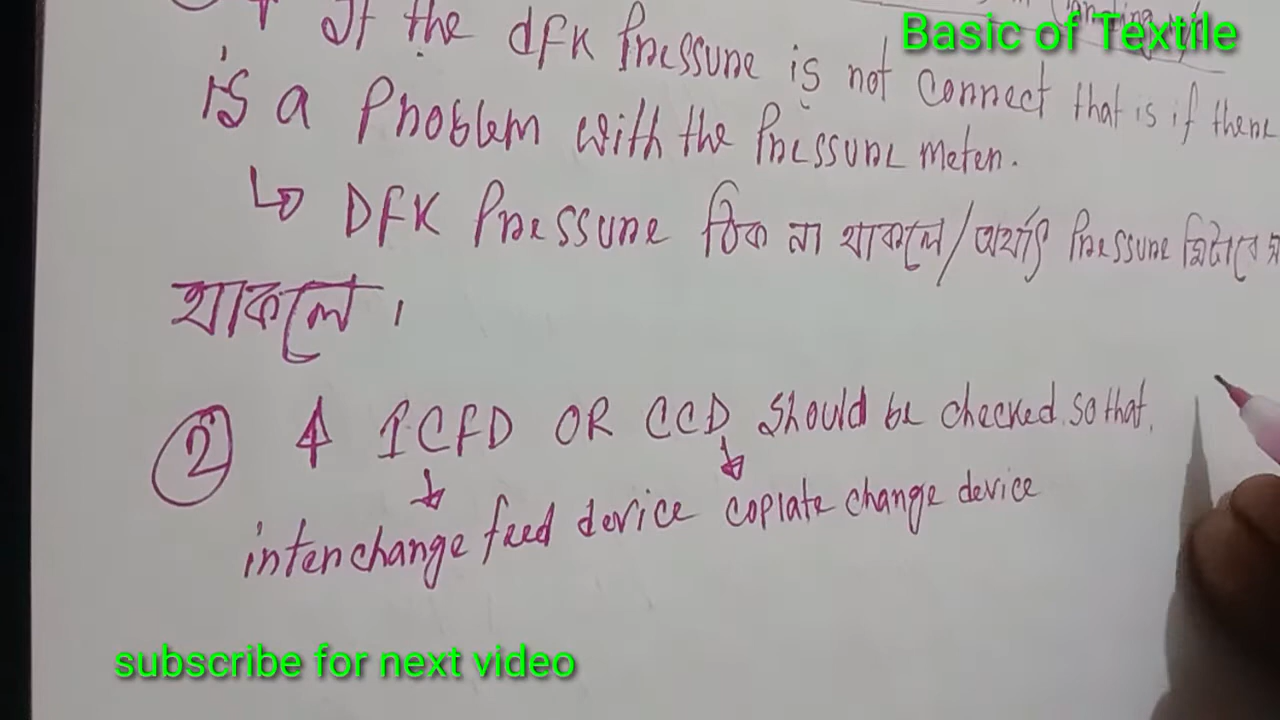 Carding m/c
Basic of Textile
If the dFK Pressure is not connect that is if there
is a Problem with the Pressure meter.
DFK Pressure ঠিক না থাকলে/অর্থাৎ Pressure মিটারে
থাকলে।
2 ICFD OR CCD should be checked so that,
interchange feed device coplate change device
subscribe for next video